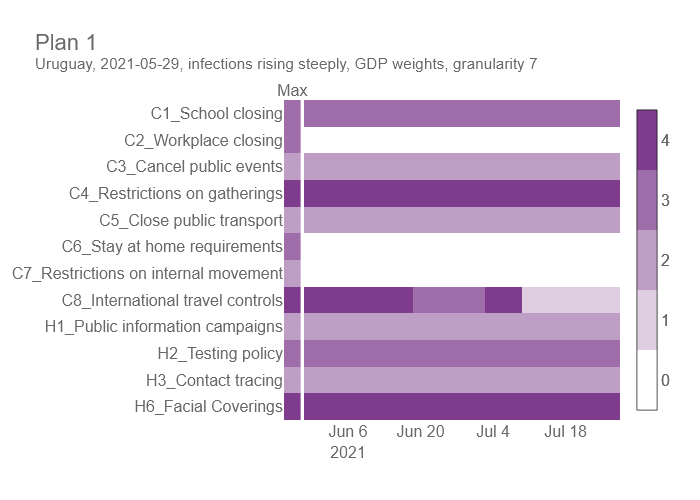 Plan 1
Uruguay, 2021-05-29, infections rising steeply, GDP weights, granularity 7
Max
C1_School closing
C2_Workplace closing
C3_Cancel public events
C4_Restrictions on gatherings
C5_Close public transport
C6_Stay at home requirements
C7_Restrictions on internal movement
C8_International travel controls
H1_Public information campaigns
H2_Testing policy
H3_Contact tracing
H6_Facial Coverings
Jun 6 Jun 20 Jul 4 Jul 18
2021
4
3
2
1
0